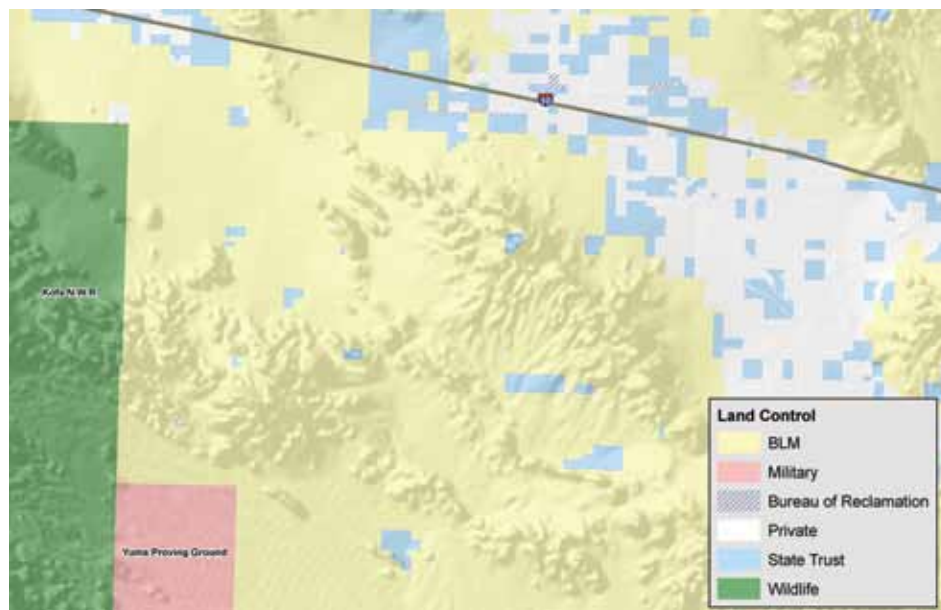 Kofa N.W.R.
Yuma Proving Ground
Land Control
BLM
Military
Bureau of Reclamation
Private
State Trust
Wildlife